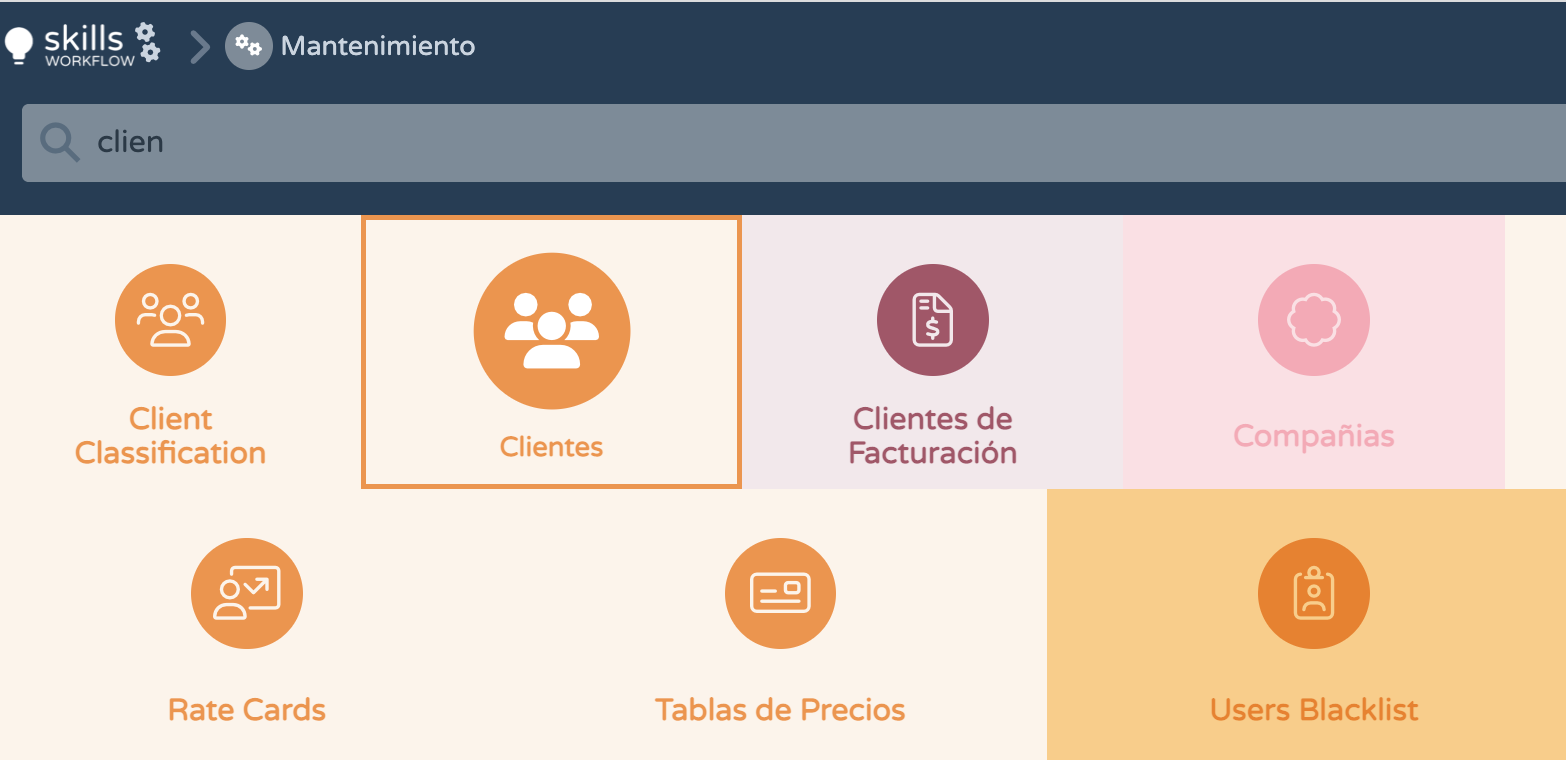 skills
WORKFLOW
Mantenimiento
clien
Client
Classification
Clientes
Clientes de
Facturación
Compañias
Rate Cards
Tablas de Precios
Users Blacklist